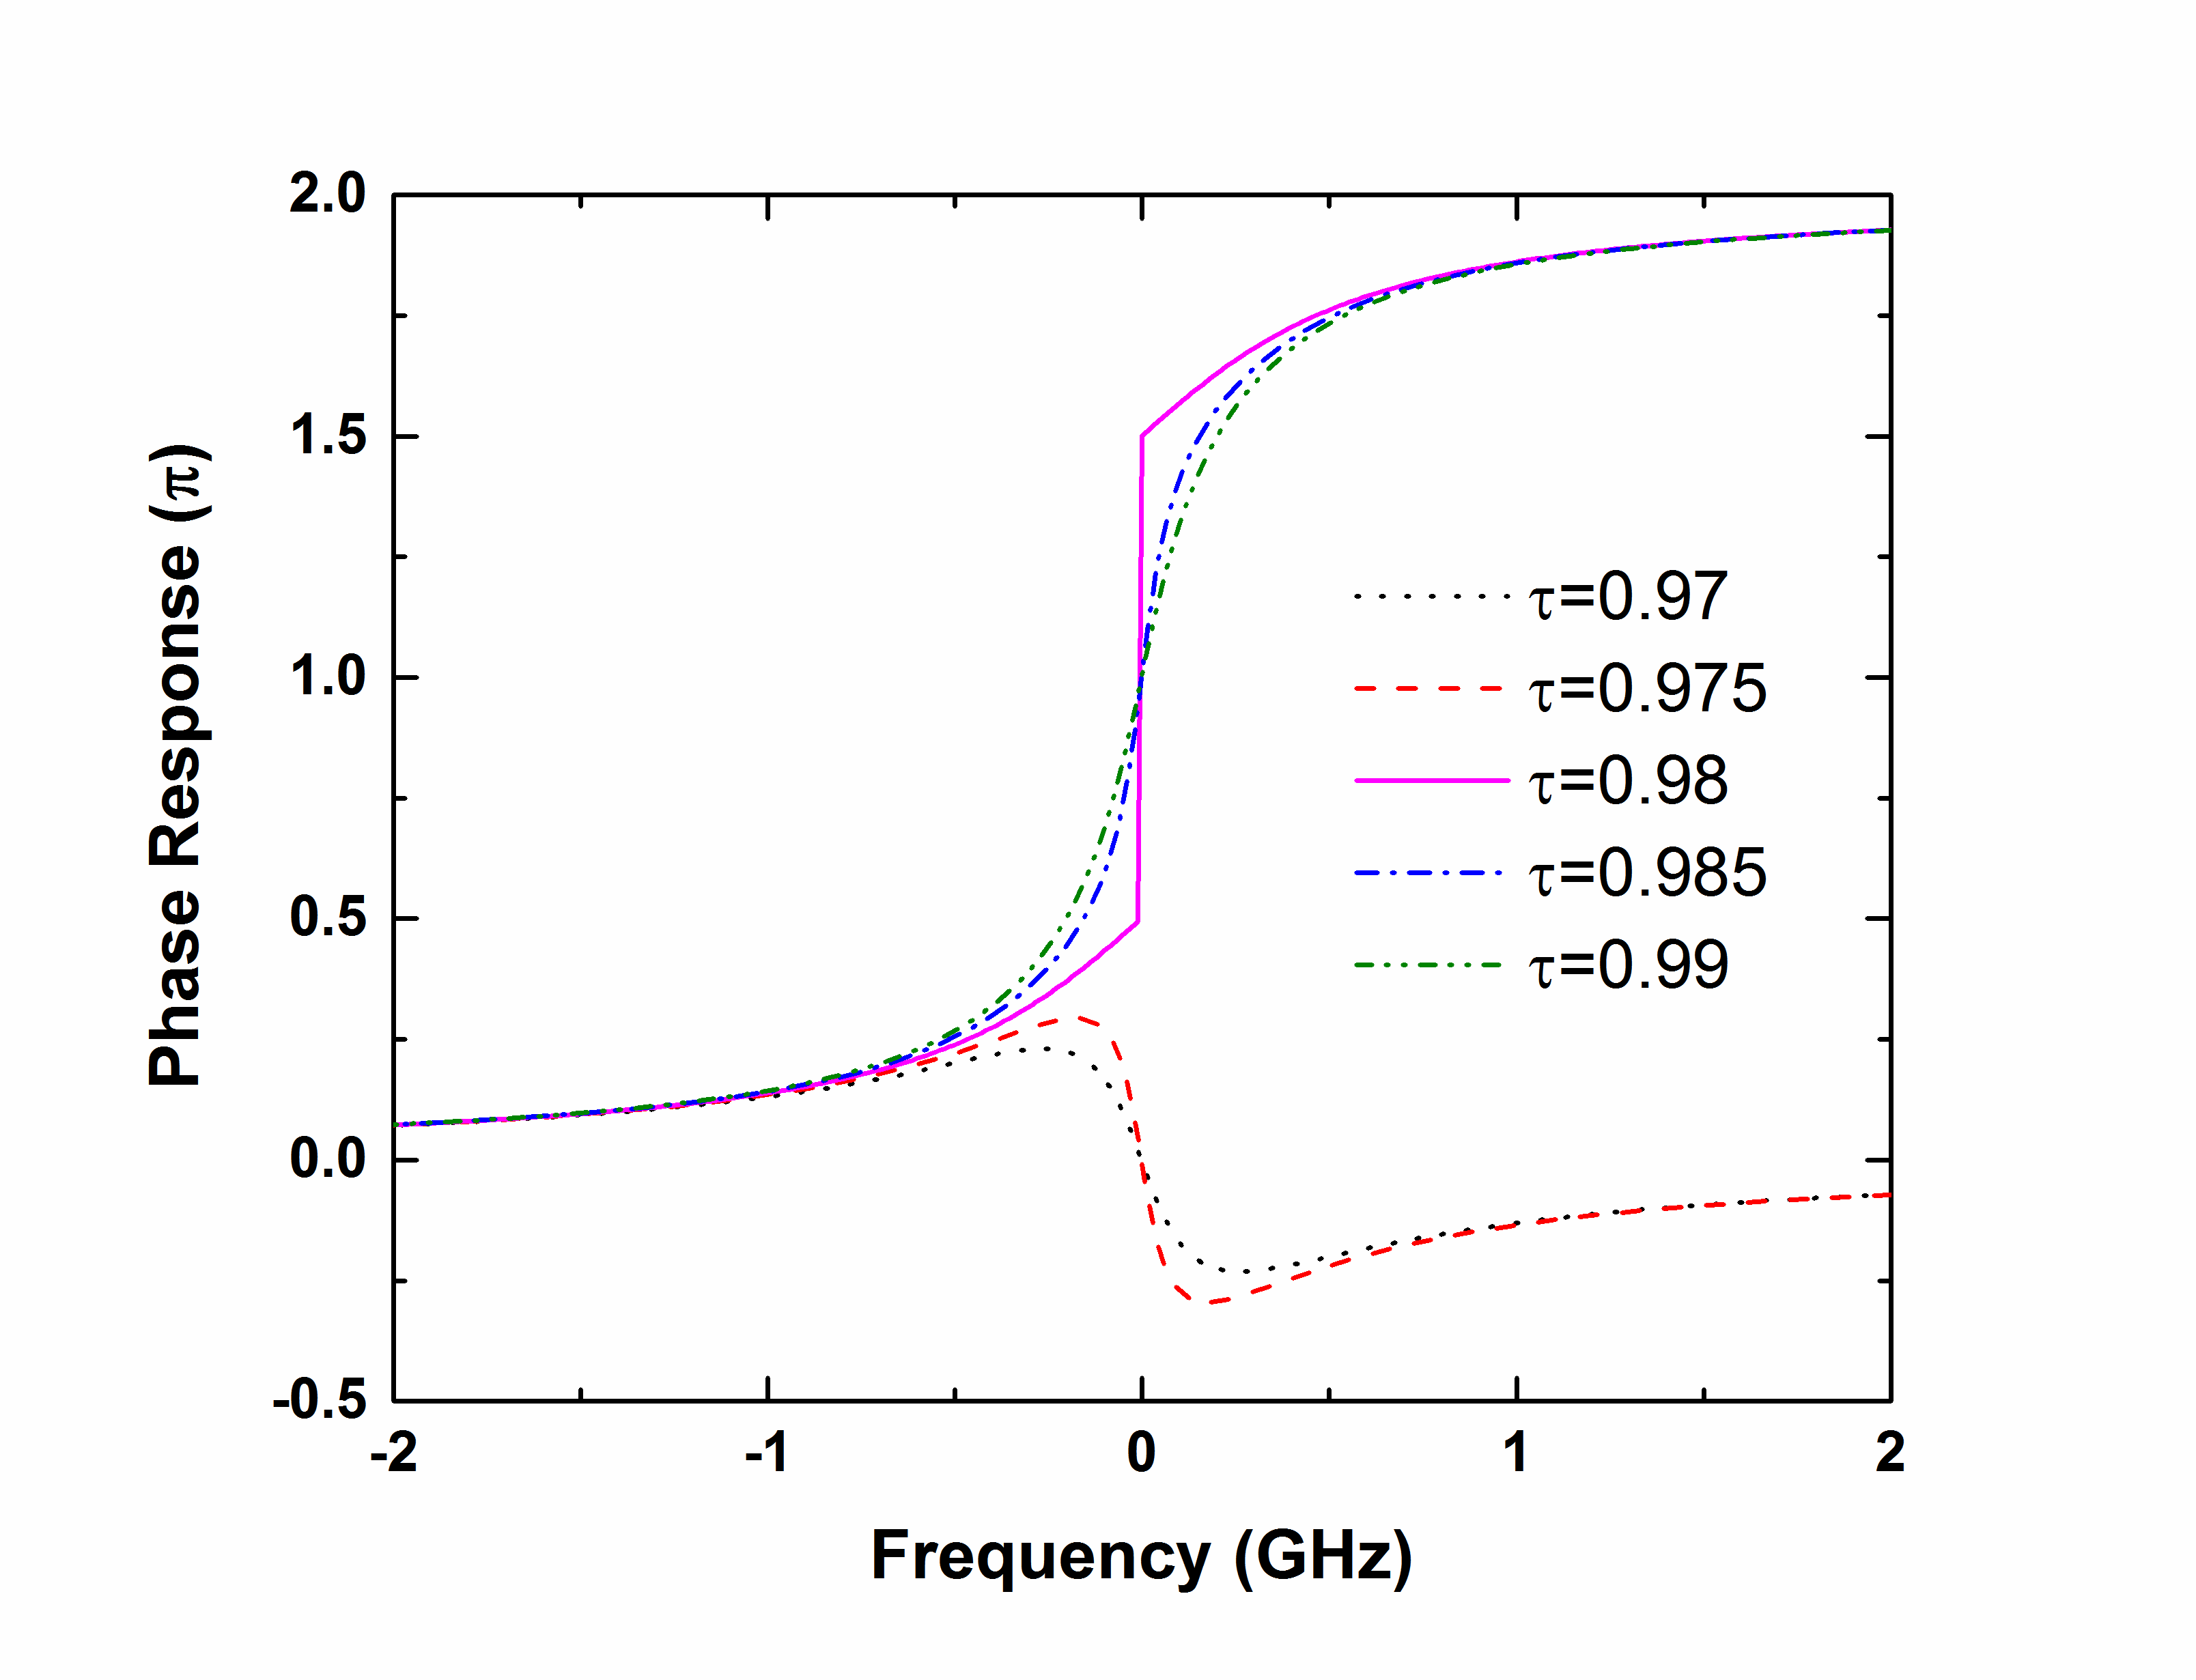 2.0
1.5
1.0
0.5
0.0
-0.5
Phase Response (π)
τ=0.97
τ=0.975
τ=0.98
τ=0.985
τ=0.99
-2 -1 0 1 2
Frequency (GHz)